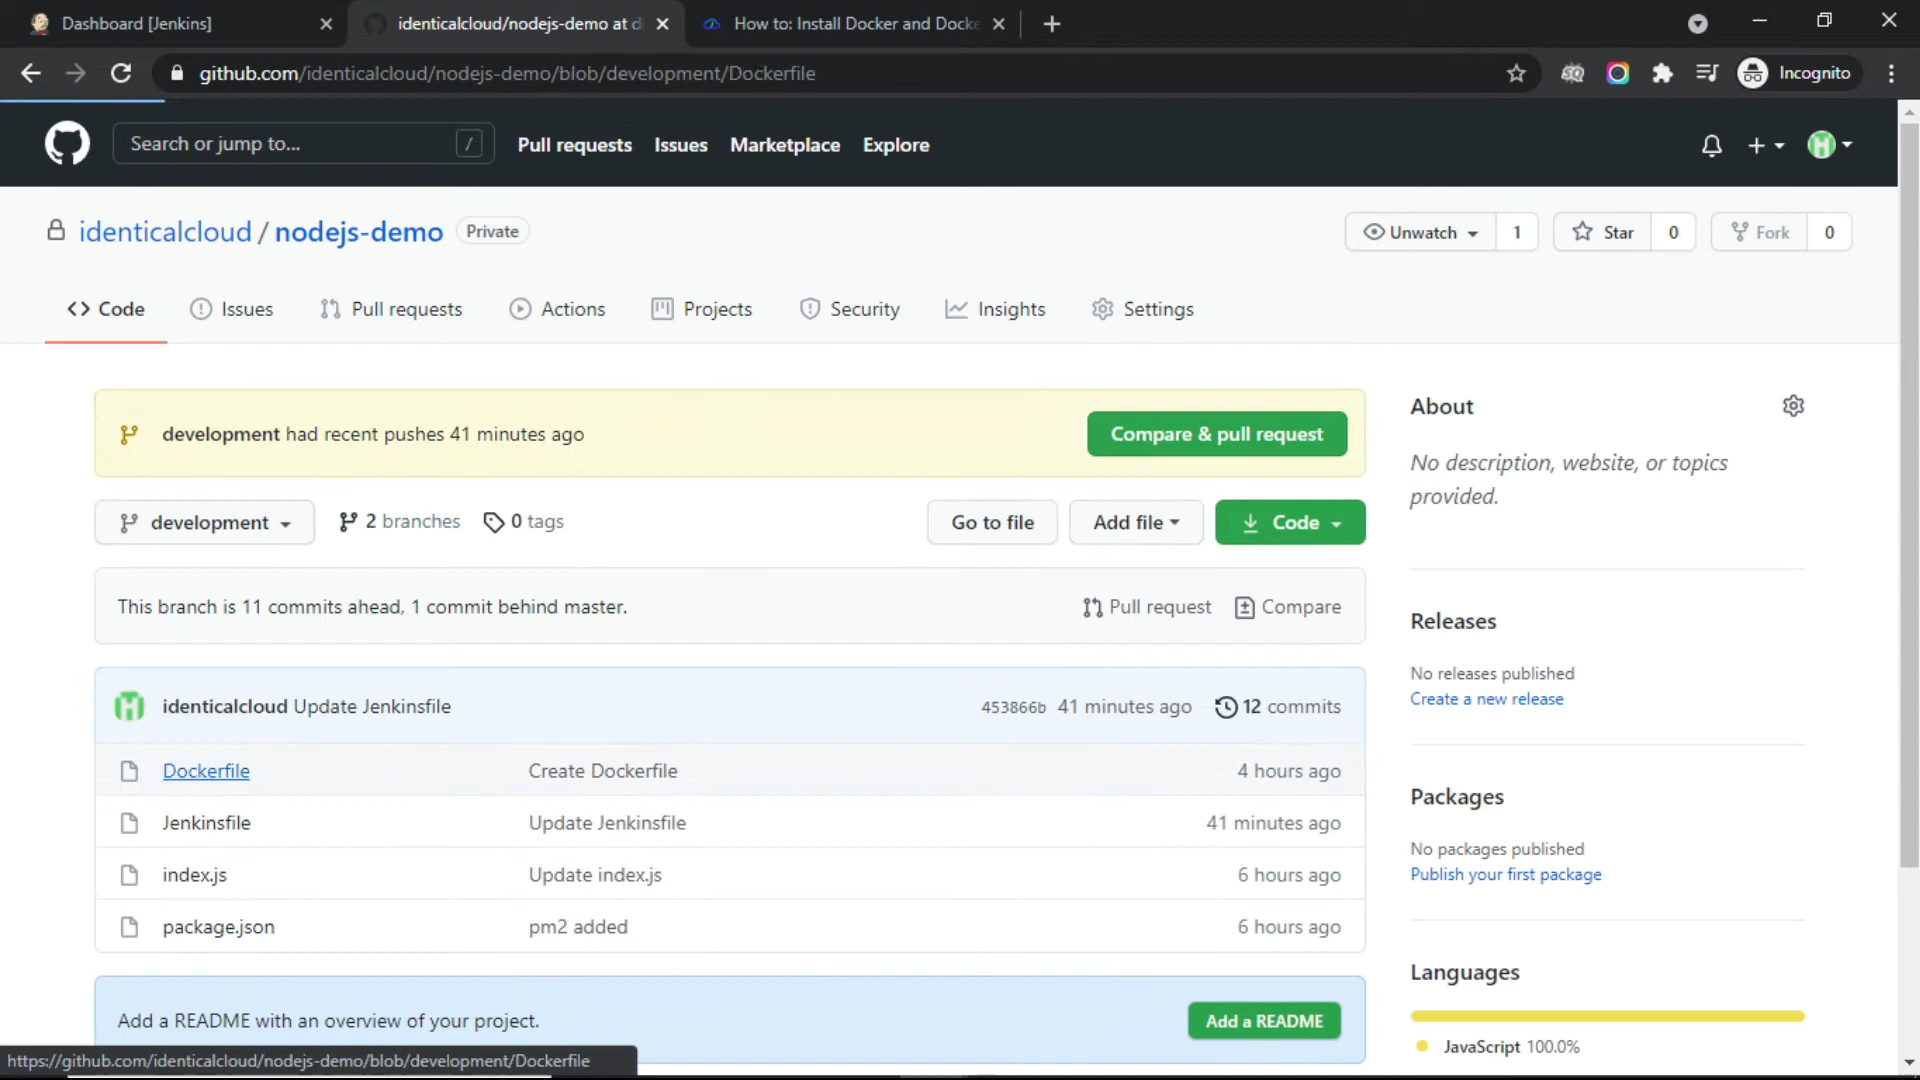 Dashboard [Jenkins]
identicalcloud/nodejs-demo at d
How to: Install Docker and Docke
github.com/identicalcloud/nodejs-demo/blob/development/Dockerfile
Incognito
Search or jump to...
/
Pull requests
Issues
Marketplace
Explore
identicalcloud / nodejs-demo
Private
Unwatch
1
Star
0
Fork
0
Code
Issues
Pull requests
Actions
Projects
Security
Insights
Settings
development had recent pushes 41 minutes ago
Compare & pull request
development
2 branches
0 tags
Go to file
Add file
Code
This branch is 11 commits ahead, 1 commit behind master.
Pull request
Compare
identicalcloud Update Jenkinsfile
453866b 41 minutes ago
12 commits
Dockerfile
Create Dockerfile
4 hours ago
Jenkinsfile
Update Jenkinsfile
41 minutes ago
index.js
Update index.js
6 hours ago
package.json
pm2 added
6 hours ago
Add a README with an overview of your project.
Add a README
About
No description, website, or topics
provided.
Releases
No releases published
Create a new release
Packages
No packages published
Publish your first package
Languages
JavaScript 100.0%
https://github.com/identicalcloud/nodejs-demo/blob/development/Dockerfile